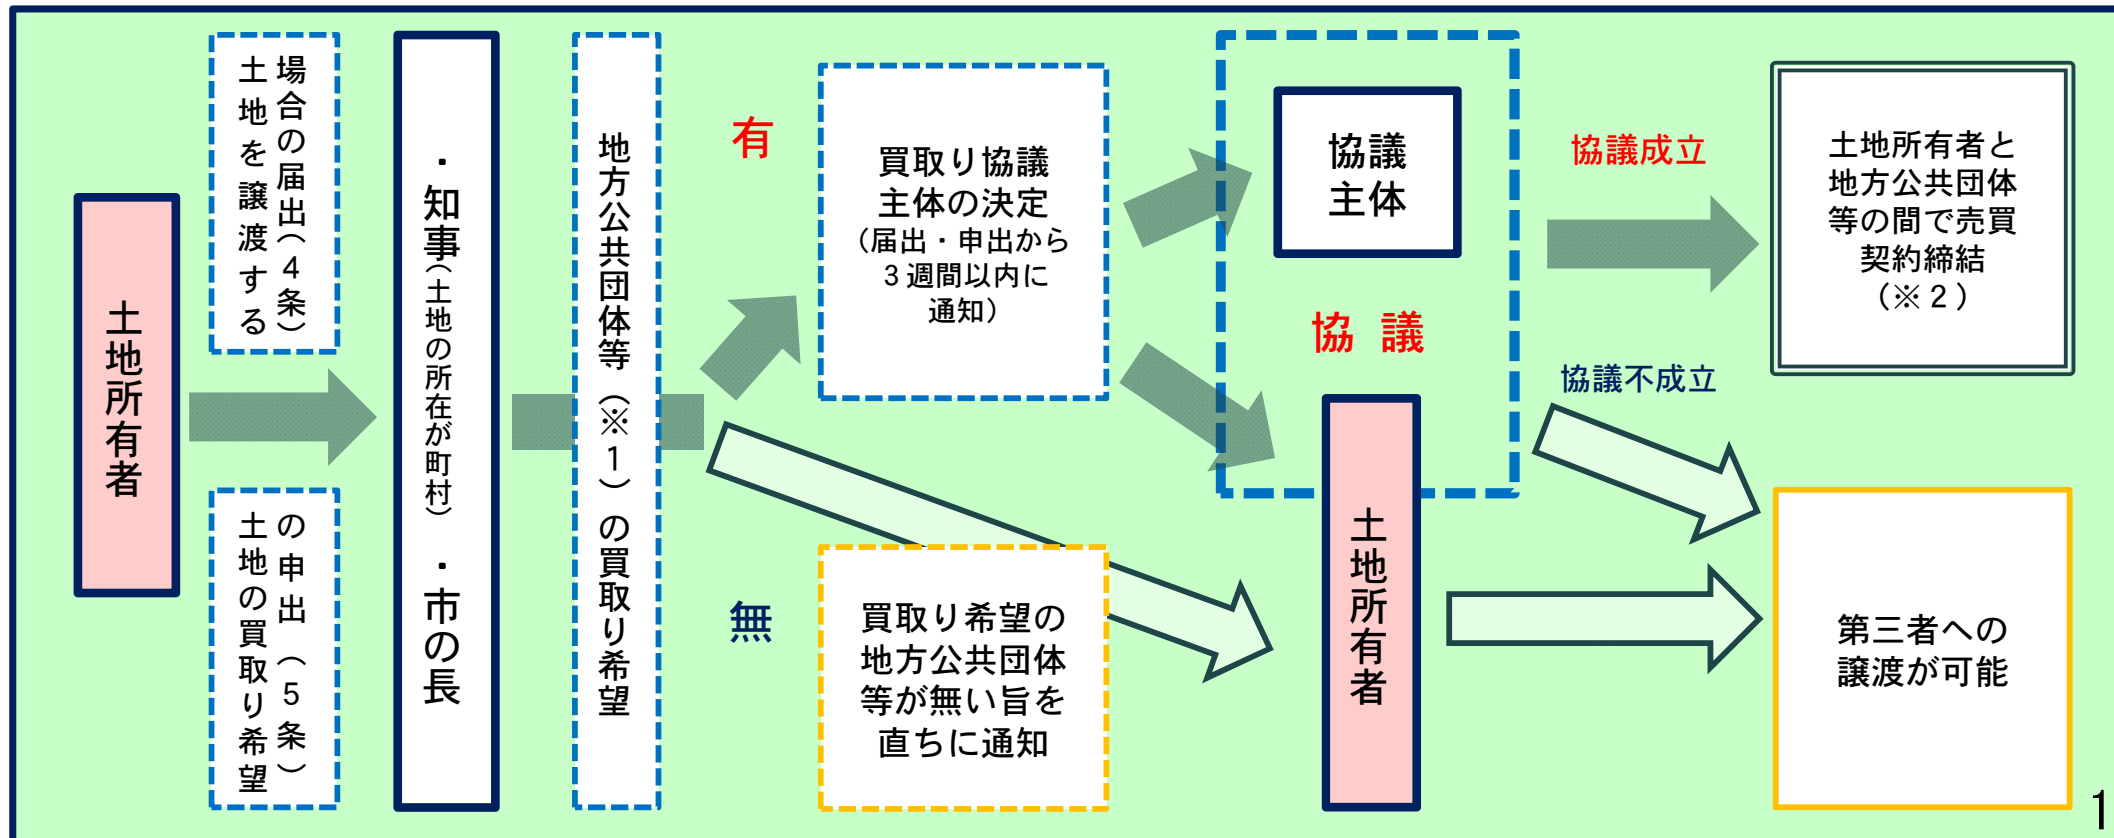 土地所有者
土地を譲渡する
場合の届出（４条）
土地の買取り希望
の申出（５条）
・知事（土地の所在が町村）　・市の長
地方公共団体等（※１）の買取り希望
有
無
買取り協議
主体の決定
（届出・申出から
３週間以内に
通知）
買取り希望の
地方公共団体
等が無い旨を
直ちに通知
協議
主体
協 議
土地所有者
協議成立
協議不成立
土地所有者と
地方公共団体
等の間で売買
契約締結
（※２）
第三者への
譲渡が可能
1